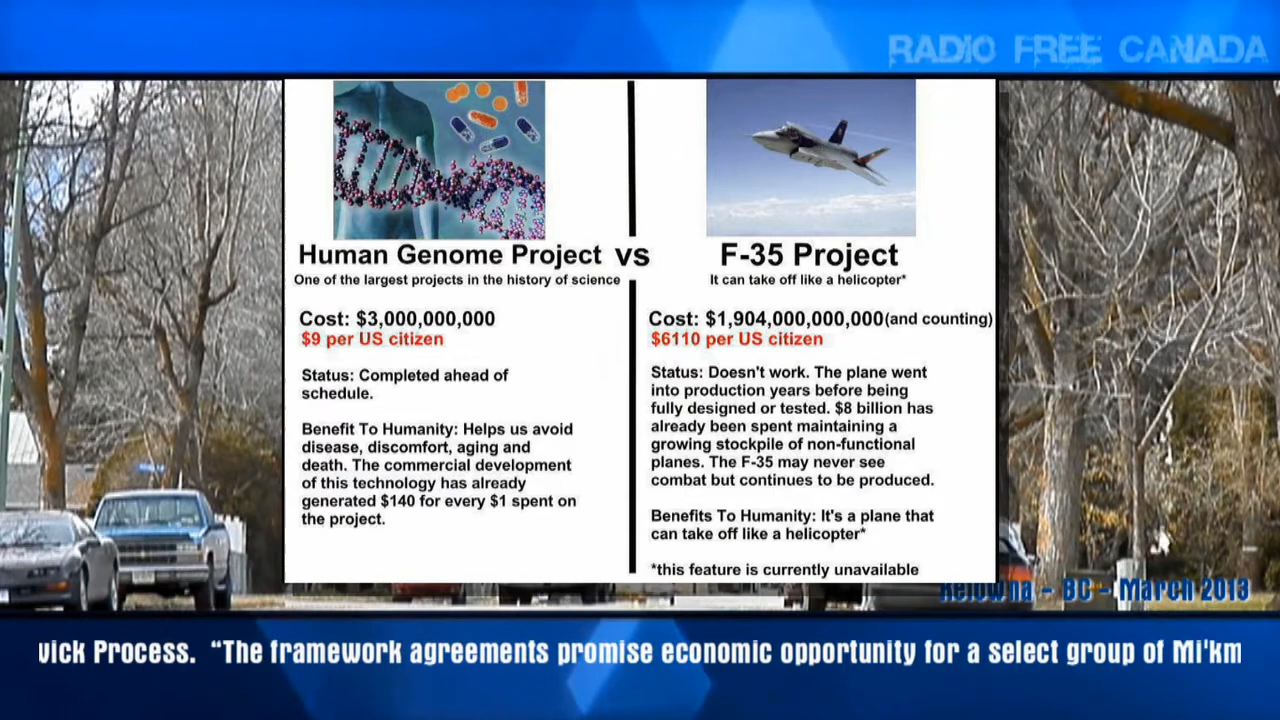 RADIO FREE CANADA
Human Genome Project vs F-35 Project
One of the largest projects in the history of science
It can take off like a helicopter*
Cost: $3,000,000,000
$9 per US citizen
Status: Completed ahead of
schedule.
Benefit To Humanity: Helps us avoid
disease, discomfort, aging and
death. The commercial development
of this technology has already
generated $140 for every $1 spent on
the project.
Cost: $1,904,000,000,000(and counting)
$6110 per US citizen
Status: Doesn't work. The plane went
into production years before being
fully designed or tested. $8 billion has
already been spent maintaining a
growing stockpile of non-functional
planes. The F-35 may never see
combat but continues to be produced.
Benefits To Humanity: It's a plane that
can take off like a helicopter*
*this feature is currently unavailable
Kelowna - BC - March 2013
vick Process. “The framework agreements promise economic opportunity for a select group of Mi'km